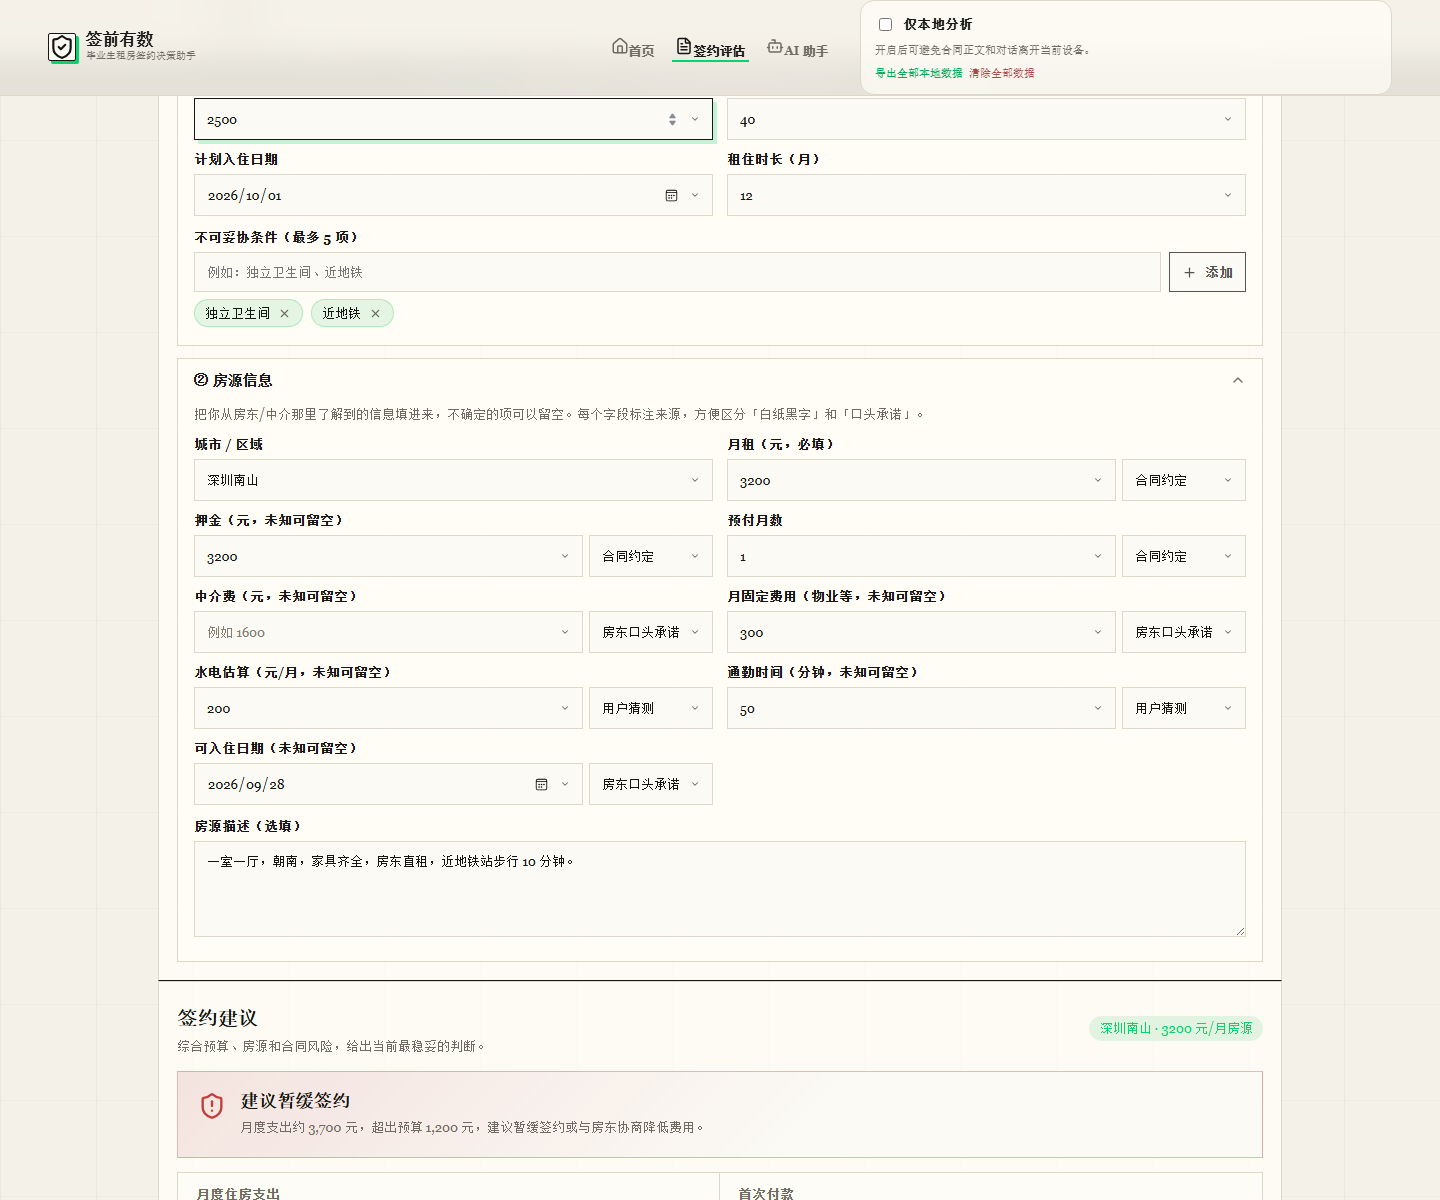 签前有数
毕业生租房签约决策助手
首页
签约评估
AI 助手
仅本地分析
开启后可避免合同正文和对话离开当前设备。
导出全部本地数据 清除全部数据
2500
40
计划入住日期
租住时长（月）
2026/10/01
12
不可妥协条件（最多 5 项）
例如：独立卫生间、近地铁
添加
独立卫生间
近地铁
② 房源信息
把你从房东/中介那里了解到的信息填进来，不确定的项可以留空。每个字段标注来源，方便区分「白纸黑字」和「口头承诺」。
城市 / 区域
月租（元，必填）
深圳南山
3200
合同约定
押金（元，未知可留空）
预付月数
3200
合同约定
1
合同约定
中介费（元，未知可留空）
月固定费用（物业等，未知可留空）
例如 1600
房东口头承诺
300
房东口头承诺
水电估算（元/月，未知可留空）
通勤时间（分钟，未知可留空）
200
用户猜测
50
用户猜测
可入住日期（未知可留空）
2026/09/28
房东口头承诺
房源描述（选填）
一室一厅，朝南，家具齐全，房东直租，近地铁站步行 10 分钟。
签约建议
综合预算、房源和合同风险，给出当前最稳妥的判断。
深圳南山 · 3200 元/月房源
建议暂缓签约
月度支出约 3,700 元，超出预算 1,200 元，建议暂缓签约或与房东协商降低费用。
月度住房支出
首次付款